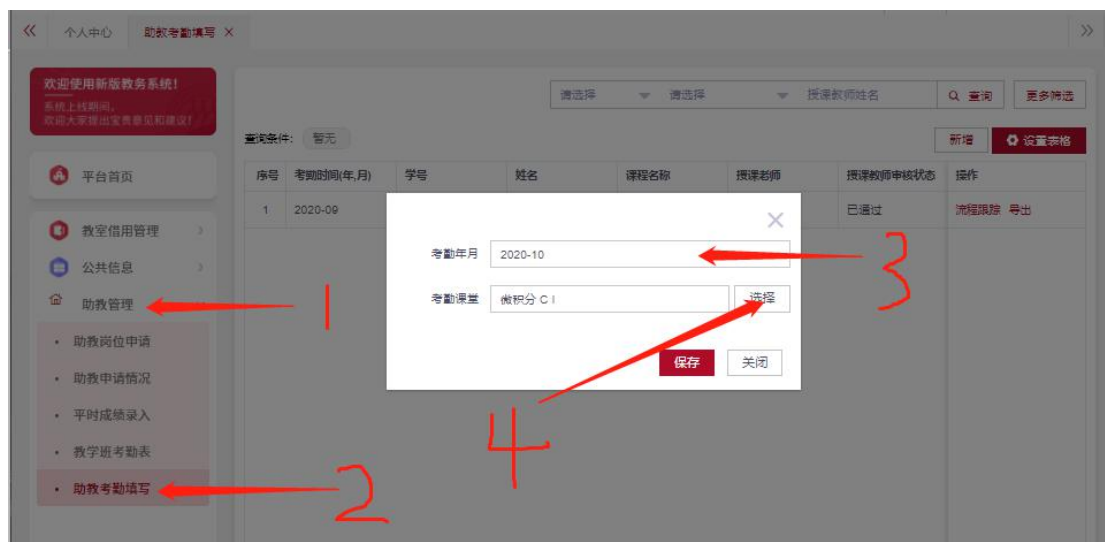 个人中心 助教考勤填写 ×
欢迎使用新版教务系统!
系统上线期间,
欢迎大家提出宝贵意见和建议!
请选择 请选择 授课教师姓名 查询 更多筛选
查询条件: 暂无 新增 设置表格
平台首页
序号 考勤时间(年,月) 学号 姓名 课程名称 授课老师 授课教师审核状态 操作
1 2020-09 已通过 流程跟踪 导出
教室借用管理
公共信息
助教管理
助教岗位申请
助教申请情况
平时成绩录入
教学班考勤表
助教考勤填写
考勤年月 2020-10
考勤课堂 微积分 C I 选择
保存 关闭
1
2
3
4